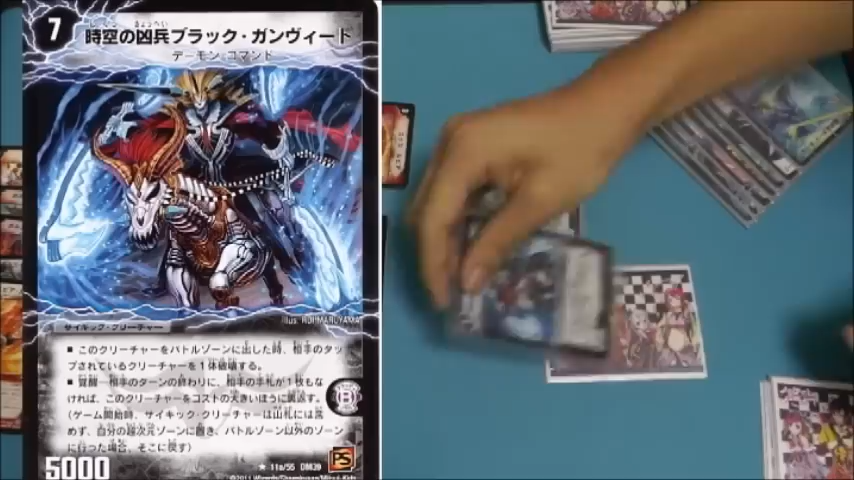 7
じくう きょうへい
時空の凶兵ブラック・ガンヴィート
デーモン・コマンド
サイキック・クリーチャー
■ このクリーチャーをバトルゾーンに出した時、相手のタッ
プされているクリーチャーを1体破壊する。
■ 覚醒―相手のターンの終わりに、相手の手札が1枚もな
ければ、このクリーチャーをコストの大きいほうに裏返す。
(ゲーム開始時、サイキック・クリーチャーは山札には含
めず、自分の超次元ゾーンに置き、バトルゾーン以外のゾーン
に行った場合、そこに戻す)
5000
★ 11a/55 DM39
PS